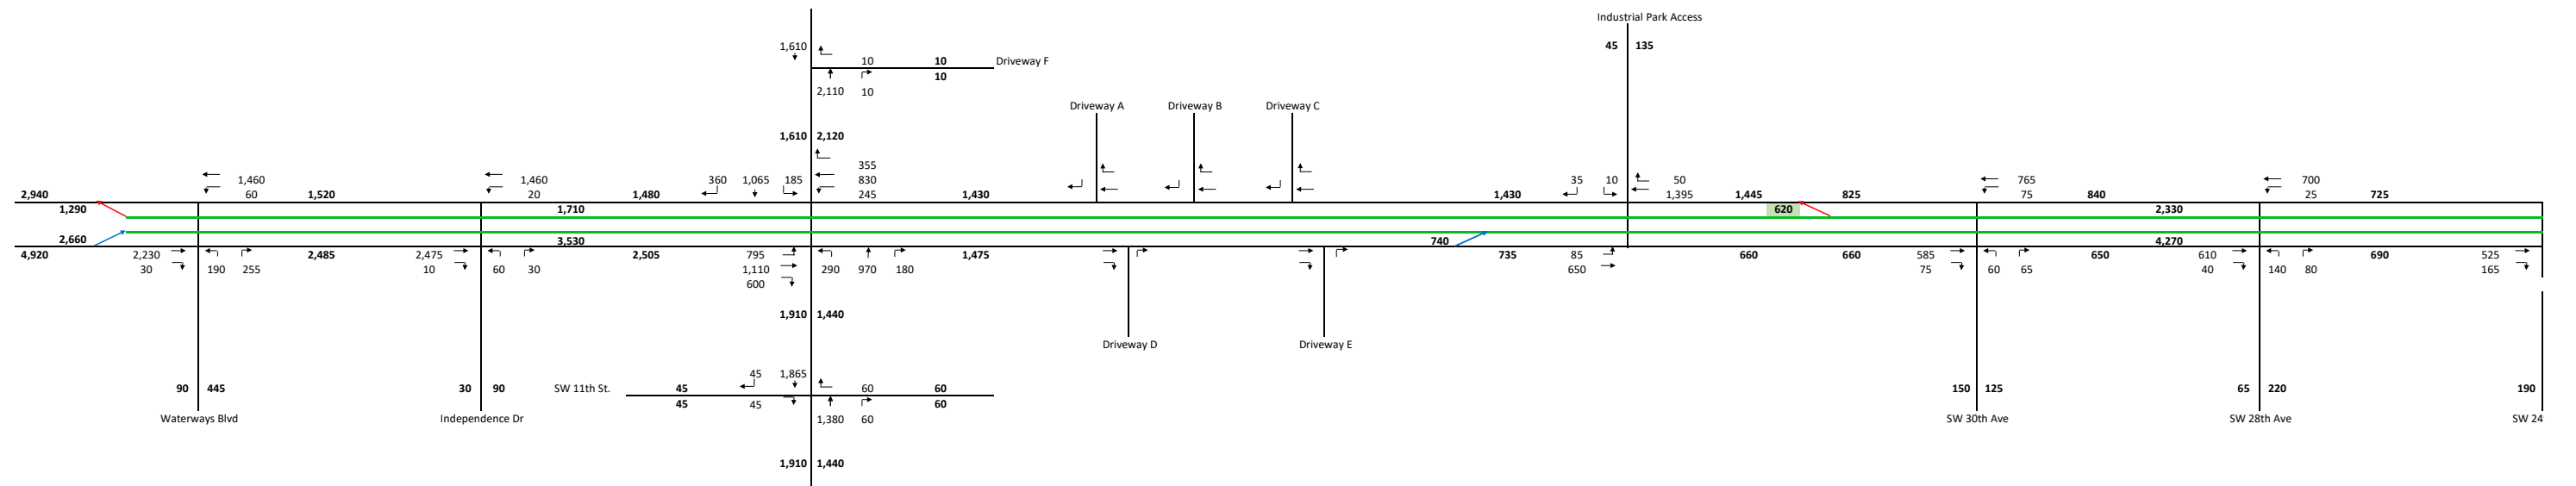 Industrial Park Access
1,610
45 135
10 10 Driveway F
10
2,110 10
Driveway A Driveway B Driveway C
1,610 2,120
355
360 1,065 185 830
1,460 1,460 35 10 50 765 700
2,940 60 1,520 20 1,480 245 1,430 1,430 1,395 1,445 825 75 840 25 725
1,290 1,710 620 2,330
2,660 3,530 740 4,270
4,920 2,230 2,485 2,475 2,505 795 1,475 735 85 660 660 585 650 610 690 525
30 190 255 10 60 30 1,110 290 970 180 650 75 60 65 40 140 80 165
600
1,910 1,440
Driveway D Driveway E
45 1,865
90 445 30 90 SW 11th St. 45 60 60 150 125 65 220 190
45 45 60
Waterways Blvd Independence Dr 1,380 60 SW 30th Ave SW 28th Ave SW 24
1,910 1,440